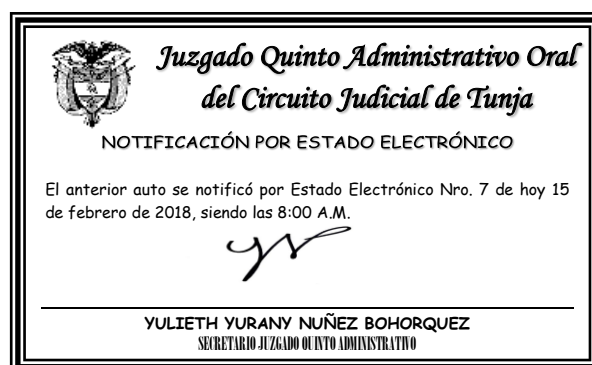 Juzgado Quinto Administrativo Oral
del Circuito Judicial de Tunja
NOTIFICACIÓN POR ESTADO ELECTRÓNICO
El anterior auto se notificó por Estado Electrónico Nro. 7 de hoy 15
de febrero de 2018, siendo las 8:00 A.M.
YULIETH YURANY NUÑEZ BOHORQUEZ
SECRETARIO JUZGADO QUINTO ADMINISTRATIVO